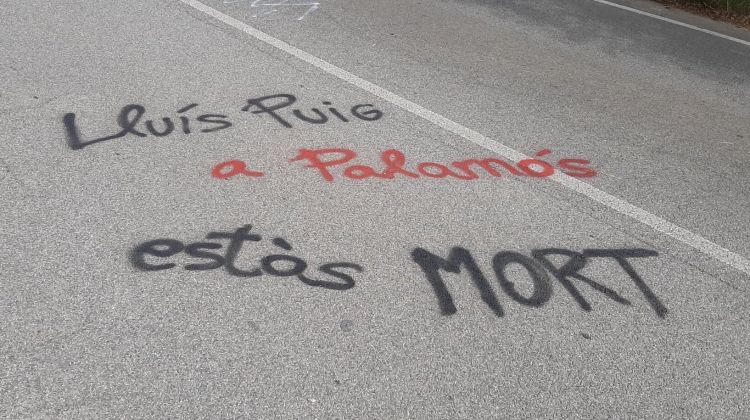 Lluís Puig
a Palamós
estàs MORT